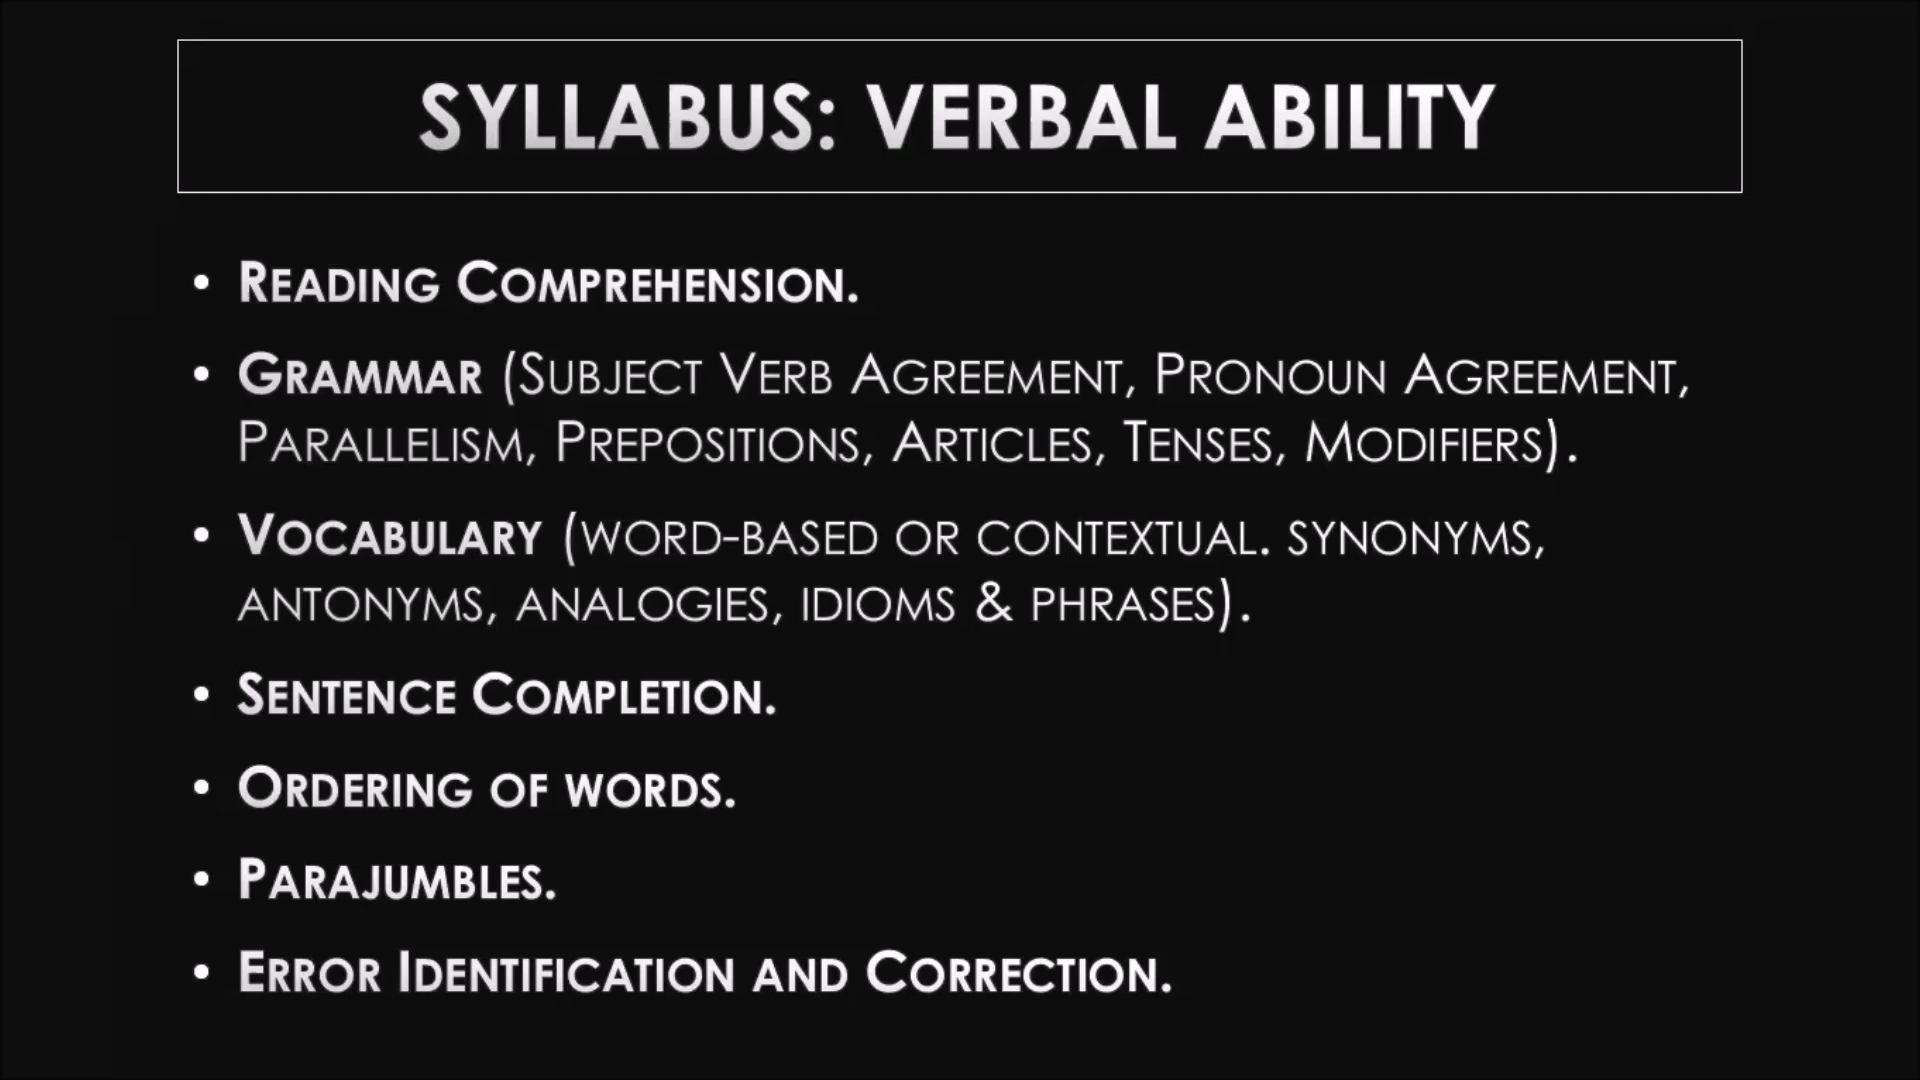 SYLLABUS: VERBAL ABILITY
• Reading Comprehension.
• Grammar (Subject Verb Agreement, Pronoun Agreement,
Parallelism, Prepositions, Articles, Tenses, Modifiers).
• Vocabulary (word-based or contextual. synonyms,
antonyms, analogies, idioms & phrases).
• Sentence Completion.
• Ordering of words.
• Parajumbles.
• Error Identification and Correction.